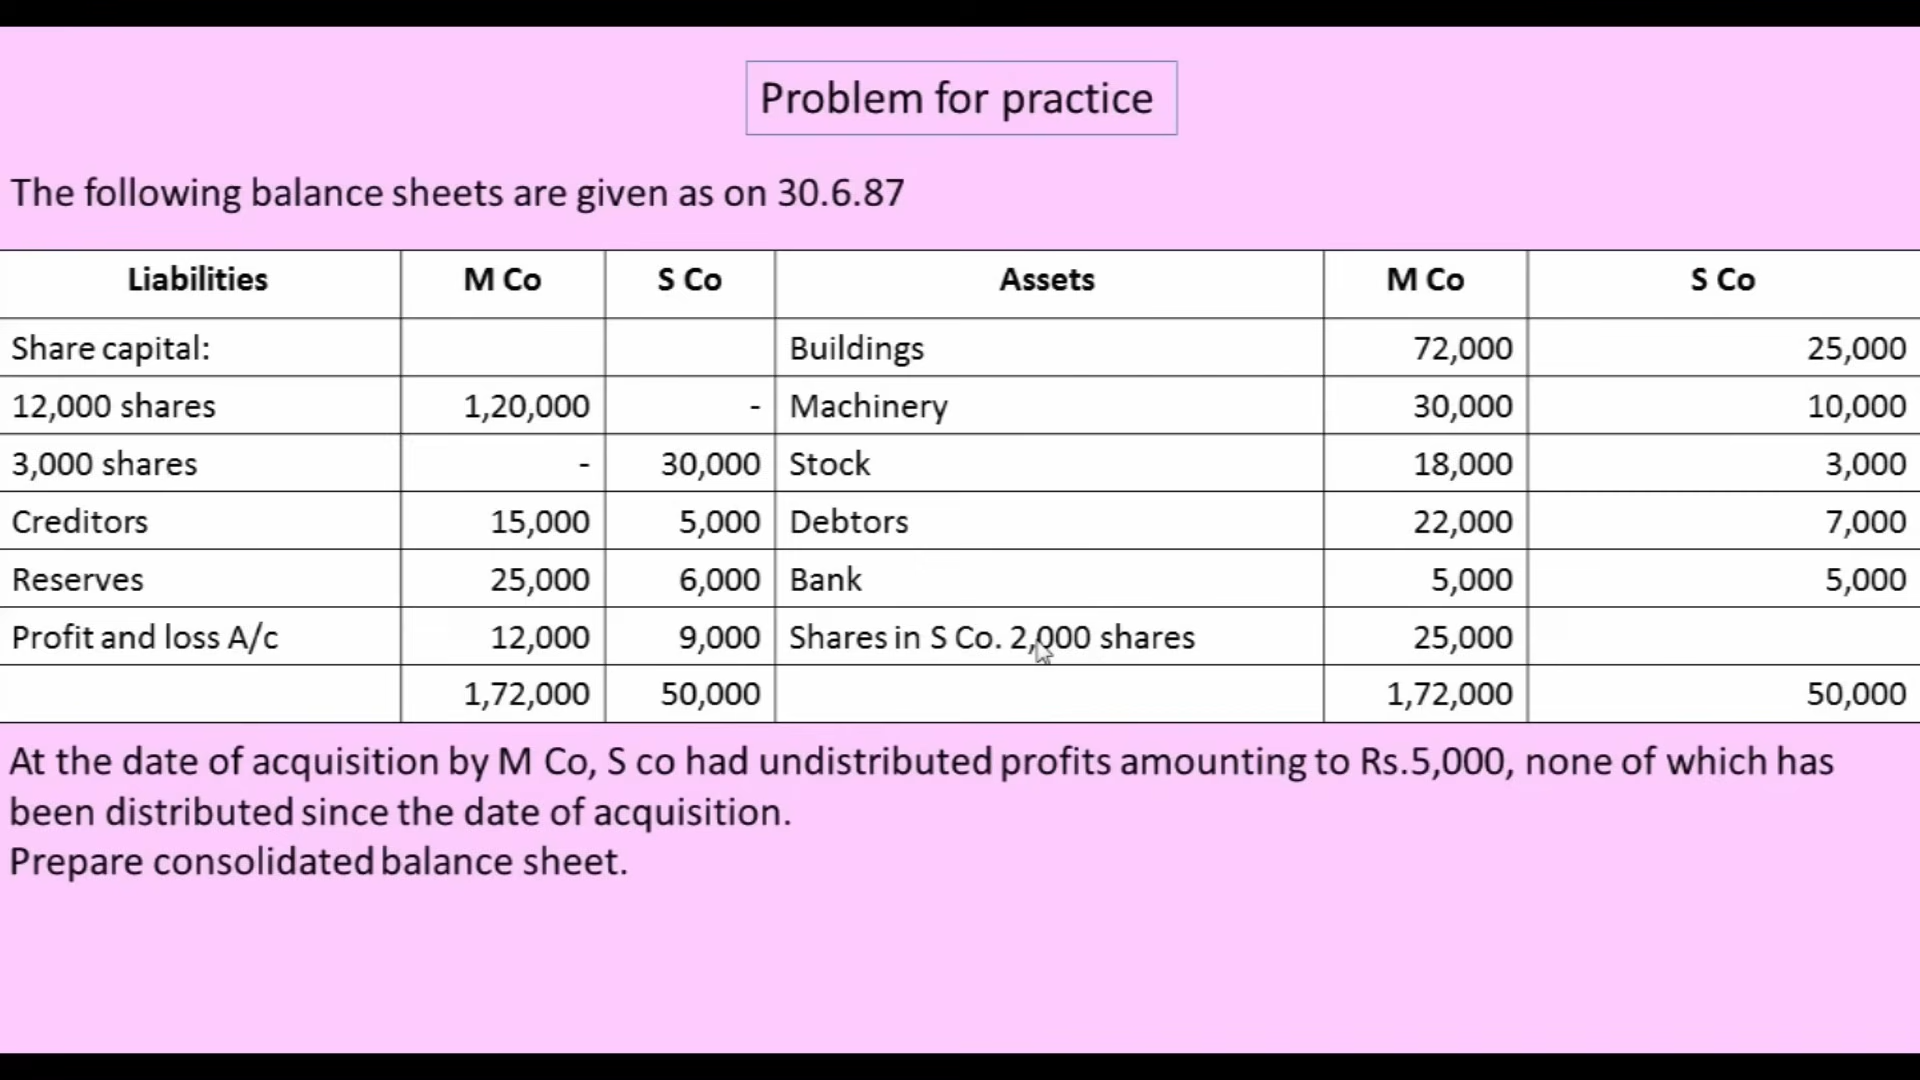 Problem for practice
The following balance sheets are given as on 30.6.87
Liabilities M Co S Co Assets M Co S Co
Share capital: Buildings 72,000 25,000
12,000 shares 1,20,000 - Machinery 30,000 10,000
3,000 shares - 30,000 Stock 18,000 3,000
Creditors 15,000 5,000 Debtors 22,000 7,000
Reserves 25,000 6,000 Bank 5,000 5,000
Profit and loss A/c 12,000 9,000 Shares in S Co. 2,000 shares 25,000
1,72,000 50,000 1,72,000 50,000
At the date of acquisition by M Co, S co had undistributed profits amounting to Rs.5,000, none of which has
been distributed since the date of acquisition.
Prepare consolidated balance sheet.